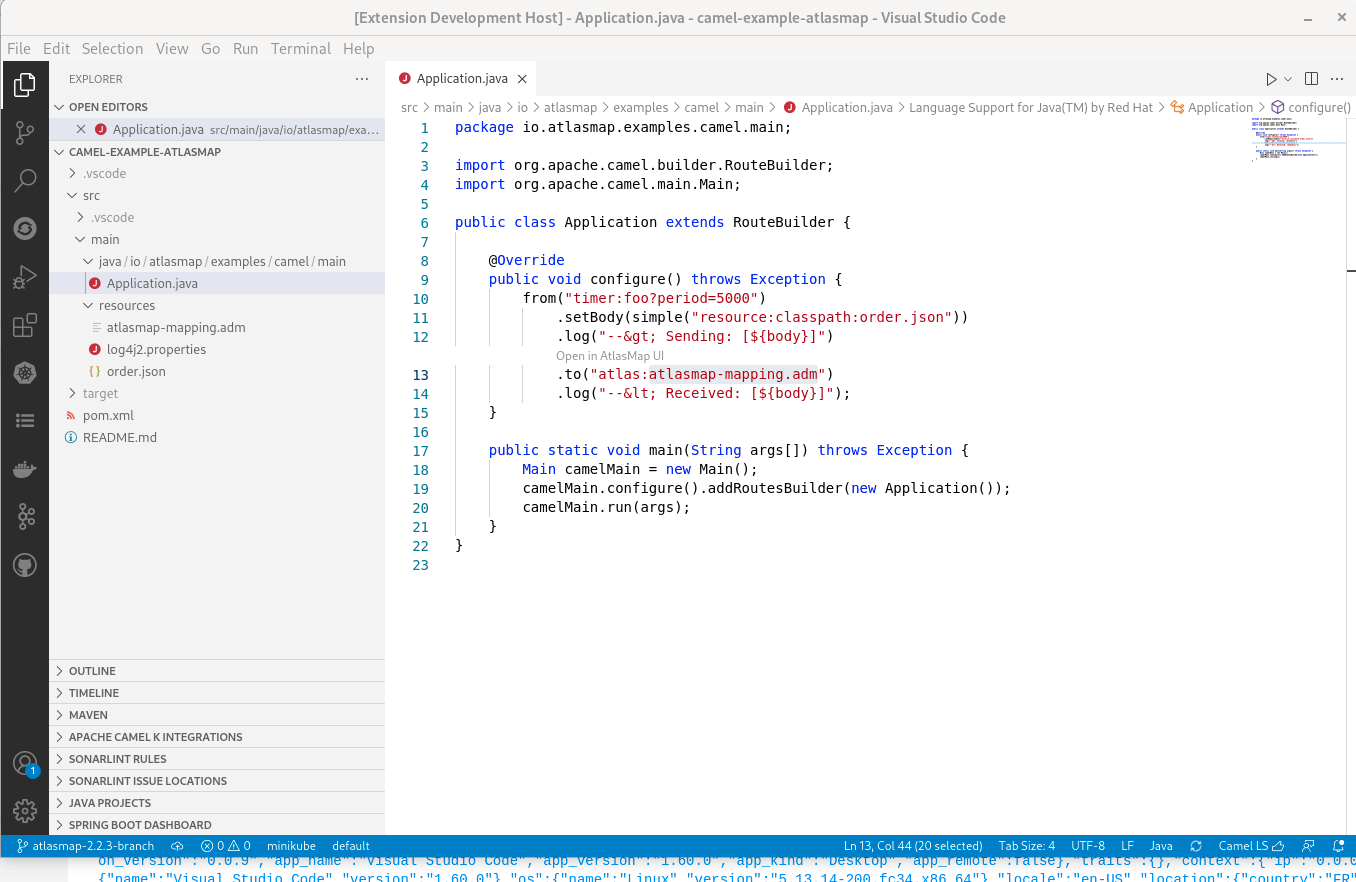 [Extension Development Host] - Application.java - camel-example-atlasmap - Visual Studio Code
File Edit Selection View Go Run Terminal Help
EXPLORER
OPEN EDITORS
Application.java src/main/java/io/atlasmap/exa...
CAMEL-EXAMPLE-ATLASMAP
.vscode
src
.vscode
main
java/io/atlasmap/examples/camel/main
Application.java
resources
atlasmap-mapping.adm
log4j2.properties
order.json
target
pom.xml
README.md
OUTLINE
TIMELINE
MAVEN
APACHE CAMEL K INTEGRATIONS
SONARLINT RULES
SONARLINT ISSUE LOCATIONS
JAVA PROJECTS
SPRING BOOT DASHBOARD
1
Application.java
src > main > java > io > atlasmap > examples > camel > main > Application.java > Language Support for Java(TM) by Red Hat > Application > configure()
1 package io.atlasmap.examples.camel.main;
2
3 import org.apache.camel.builder.RouteBuilder;
4 import org.apache.camel.main.Main;
5
6 public class Application extends RouteBuilder {
7
8 @Override
9 public void configure() throws Exception {
10 from("timer:foo?period=5000")
11 .setBody(simple("resource:classpath:order.json"))
12 .log("--&gt; Sending: [${body}]")
Open in AtlasMap UI
13 .to("atlas:atlasmap-mapping.adm")
14 .log("--&lt; Received: [${body}]");
15 }
16
17 public static void main(String args[]) throws Exception {
18 Main camelMain = new Main();
19 camelMain.configure().addRoutesBuilder(new Application());
20 camelMain.run(args);
21 }
22 }
23
atlasmap-2.2.3-branch 0 0 minikube default Ln 13, Col 44 (20 selected) Tab Size: 4 UTF-8 LF Java Camel LS
on_version":"0.0.9","app_name":"Visual Studio Code","app_version":"1.60.0","app_kind":"Desktop","app_remote":false},"traits":{},"context":{"ip":"0.0.0
{"name":"Visual Studio Code","version":"1.60.0"},"os":{"name":"Linux","version":"5.13.14-200.fc34.x86_64"},"locale":"en-US","location":{"country":"FR"